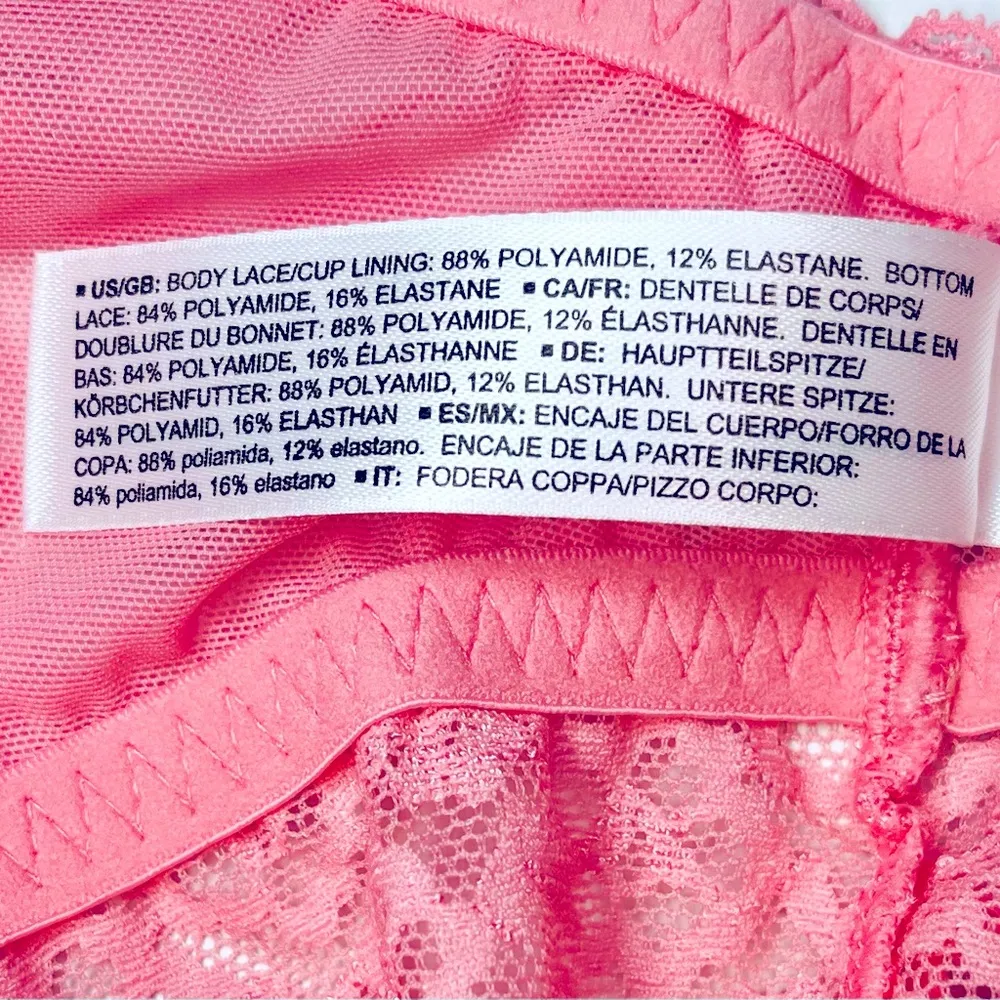 ▪ US/GB: BODY LACE/CUP LINING: 88% POLYAMIDE, 12% ELASTANE. BOTTOM
LACE: 84% POLYAMIDE, 16% ELASTANE ▪ CA/FR: DENTELLE DE CORPS/
DOUBLURE DU BONNET: 88% POLYAMIDE, 12% ÉLASTHANNE. DENTELLE EN
BAS: 84% POLYAMIDE, 16% ÉLASTHANNE ▪ DE: HAUPTTEILSPITZE/
KÖRBCHENFUTTER: 88% POLYAMID, 12% ELASTHAN. UNTERE SPITZE:
84% POLYAMID, 16% ELASTHAN ▪ ES/MX: ENCAJE DEL CUERPO/FORRO DE LA
COPA: 88% poliamida, 12% elastano. ENCAJE DE LA PARTE INFERIOR:
84% poliamida, 16% elastano ▪ IT: FODERA COPPA/PIZZO CORPO: